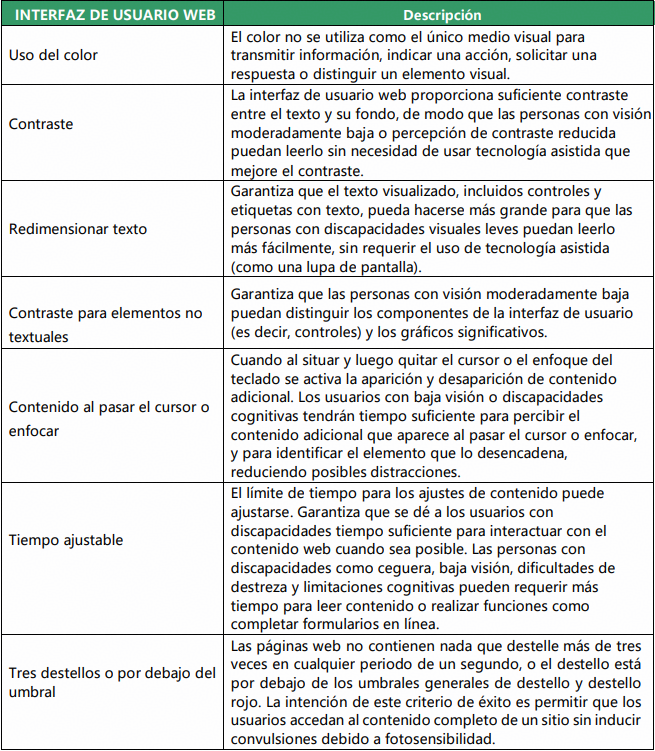 INTERFAZ DE USUARIO WEB
Descripción
Uso del color
El color no se utiliza como el único medio visual para
transmitir información, indicar una acción, solicitar una
respuesta o distinguir un elemento visual.
Contraste
La interfaz de usuario web proporciona suficiente contraste
entre el texto y su fondo, de modo que las personas con visión
moderadamente baja o percepción de contraste reducida
puedan leerlo sin necesidad de usar tecnología asistida que
mejore el contraste.
Redimensionar texto
Garantiza que el texto visualizado, incluidos controles y
etiquetas con texto, pueda hacerse más grande para que las
personas con discapacidades visuales leves puedan leerlo
más fácilmente, sin requerir el uso de tecnología asistida
(como una lupa de pantalla).
Contraste para elementos no
textuales
Garantiza que las personas con visión moderadamente baja
puedan distinguir los componentes de la interfaz de usuario
(es decir, controles) y los gráficos significativos.
Contenido al pasar el cursor o
enfocar
Cuando al situar y luego quitar el cursor o el enfoque del
teclado se activa la aparición y desaparición de contenido
adicional. Los usuarios con baja visión o discapacidades
cognitivas tendrán tiempo suficiente para percibir el
contenido adicional que aparece al pasar el cursor o enfocar,
y para identificar el elemento que lo desencadena,
reduciendo posibles distracciones.
Tiempo ajustable
El límite de tiempo para los ajustes de contenido puede
ajustarse. Garantiza que se dé a los usuarios con
discapacidades tiempo suficiente para interactuar con el
contenido web cuando sea posible. Las personas con
discapacidades como ceguera, baja visión, dificultades de
destreza y limitaciones cognitivas pueden requerir más
tiempo para leer contenido o realizar funciones como
completar formularios en línea.
Tres destellos o por debajo del
umbral
Las páginas web no contienen nada que destelle más de tres
veces en cualquier periodo de un segundo, o el destello está
por debajo de los umbrales generales de destello y destello
rojo. La intención de este criterio de éxito es permitir que los
usuarios accedan al contenido completo de un sitio sin inducir
convulsiones debido a fotosensibilidad.